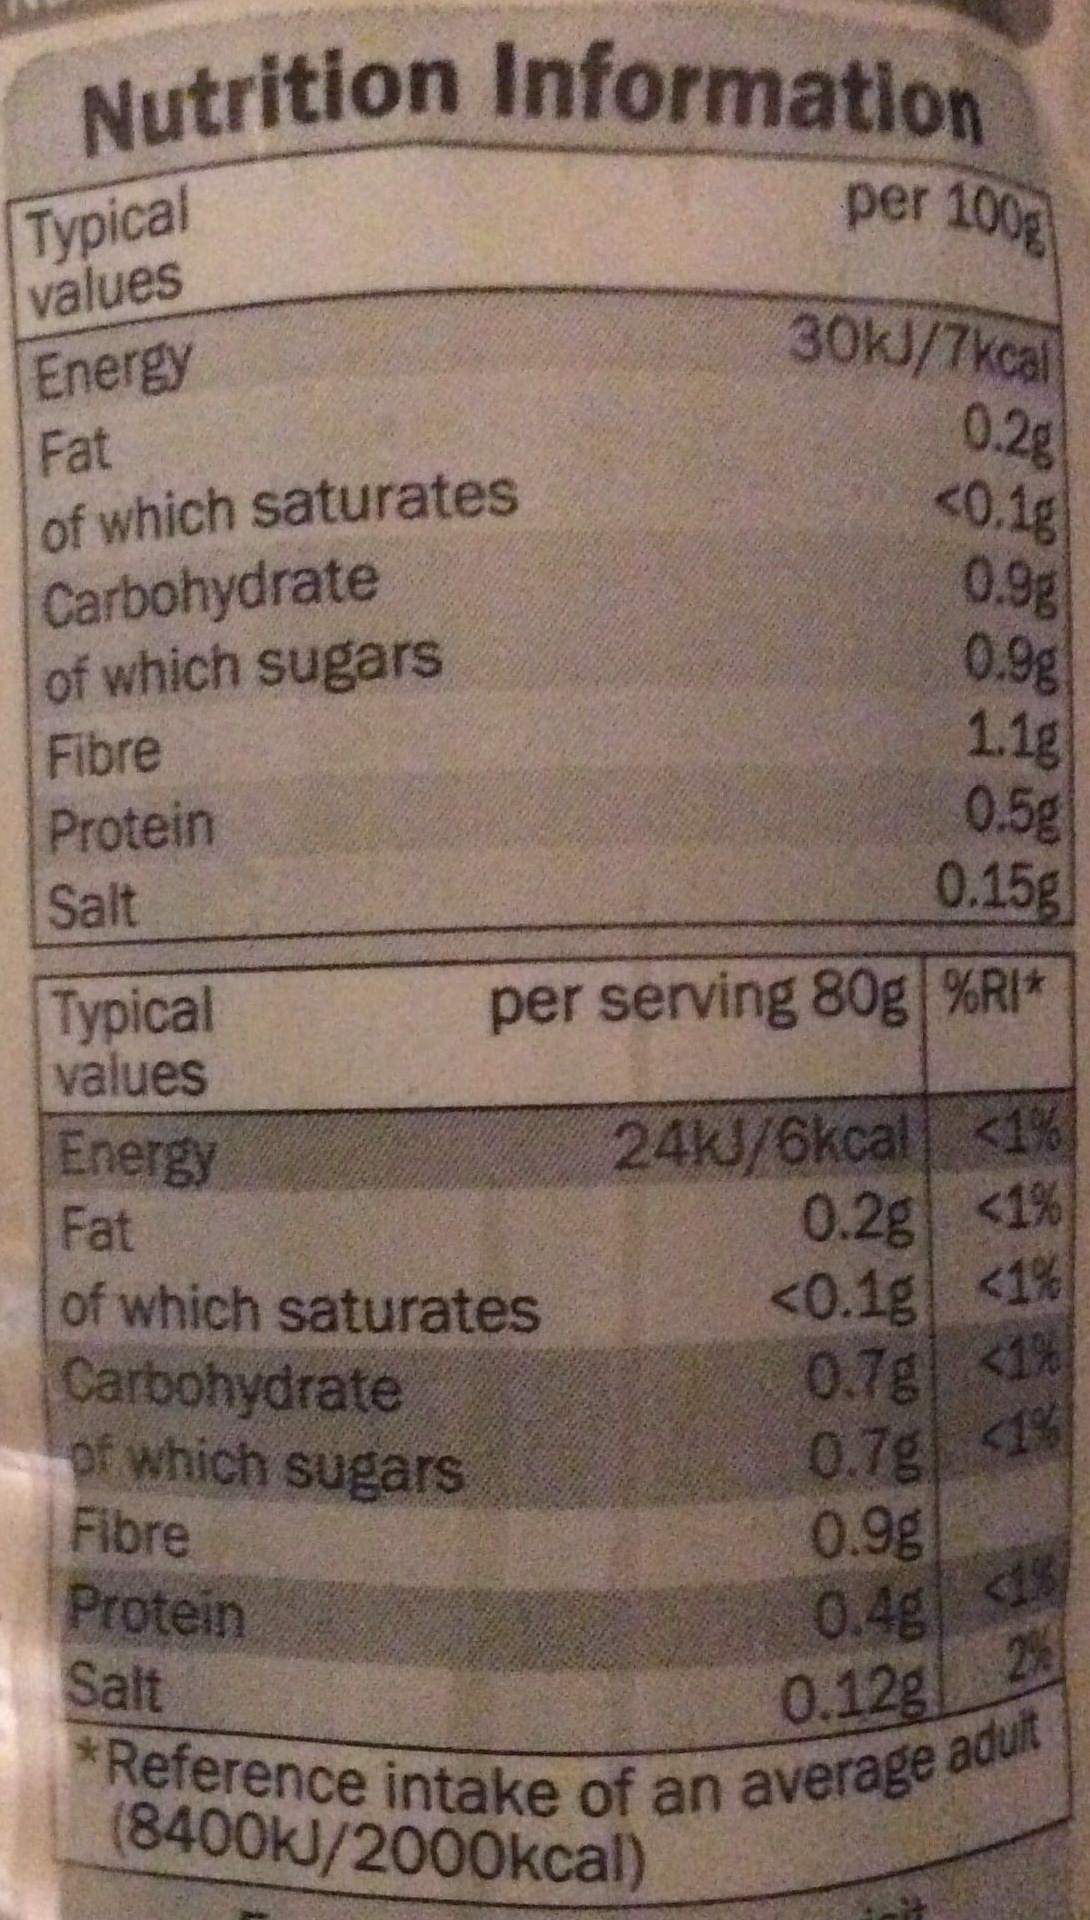 Nutrition Information
Typical values per 100g
Energy 30kJ/7kcal
Fat 0.2g
of which saturates <0.1g
Carbohydrate 0.9g
of which sugars 0.9g
Fibre 1.1g
Protein 0.5g
Salt 0.15g
Typical values per serving 80g %RI*
Energy 24kJ/6kcal <1%
Fat 0.2g <1%
of which saturates <0.1g <1%
Carbohydrate 0.7g <1%
of which sugars 0.7g <1%
Fibre 0.9g
Protein 0.4g <1%
Salt 0.12g 2%
*Reference intake of an average adult
(8400kJ/2000kcal)